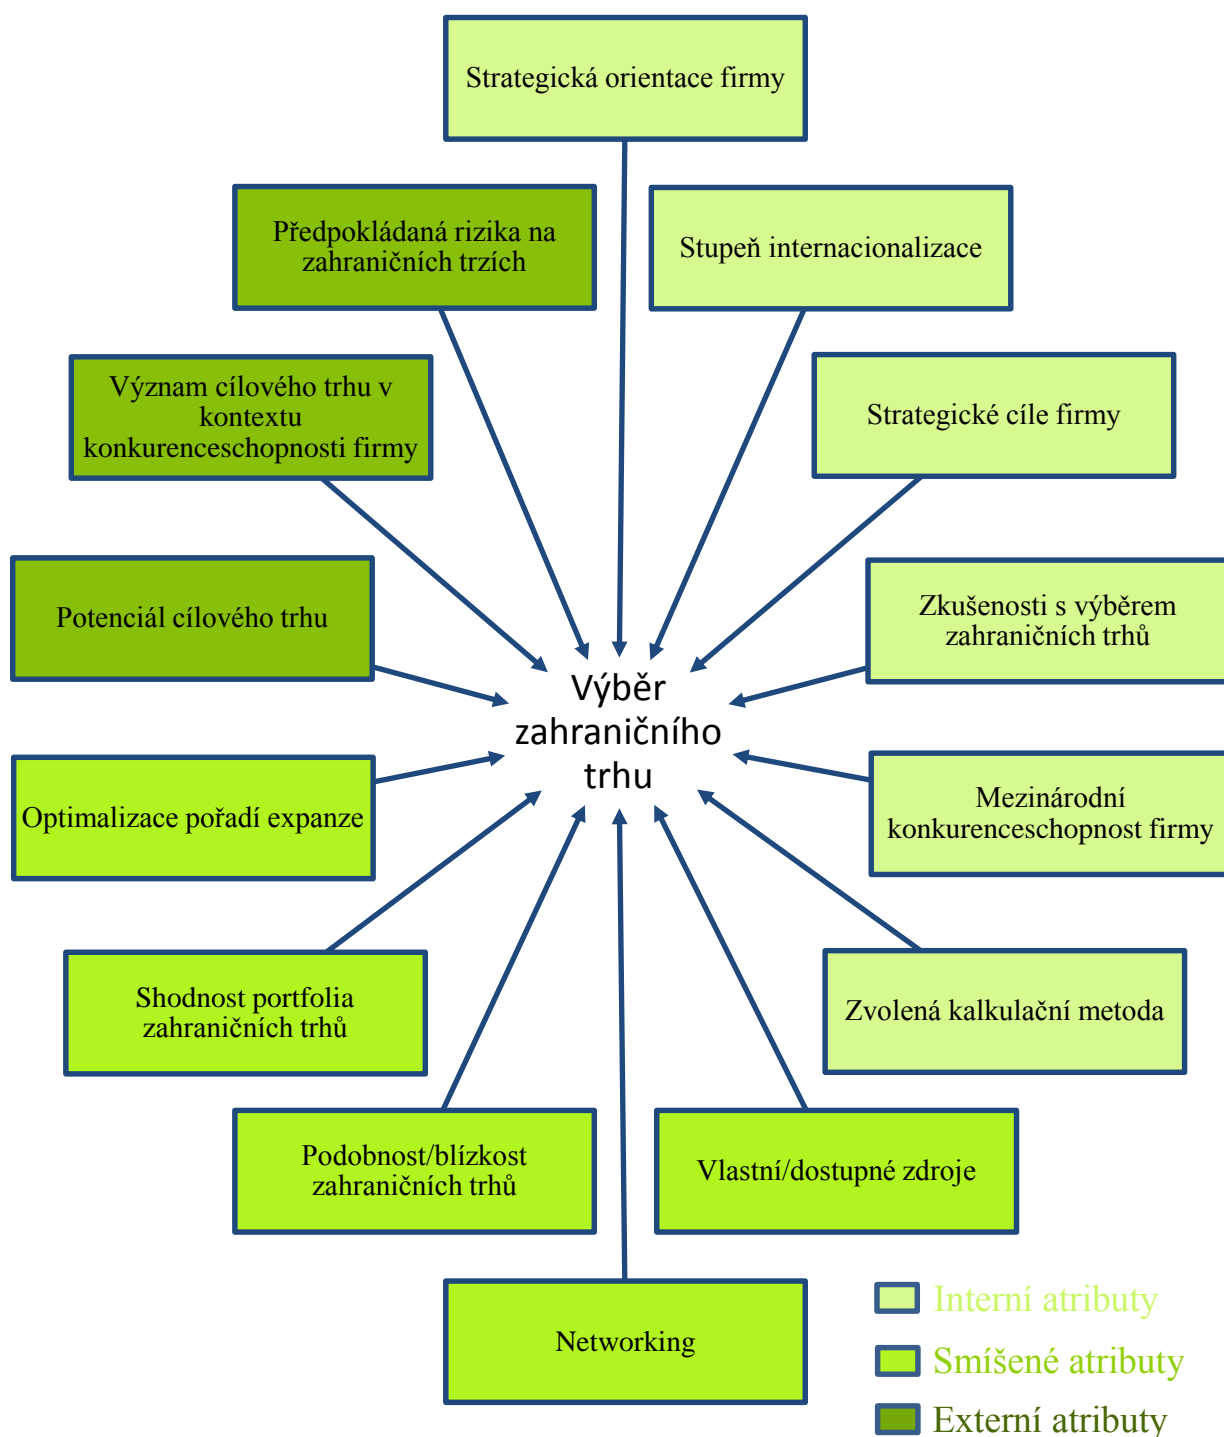 Strategická orientace firmy
Předpokládaná rizika na
zahraničních trzích
Stupeň internacionalizace
Význam cílového trhu v
kontextu
konkurenceschopnosti firmy
Strategické cíle firmy
Potenciál cílového trhu
Zkušenosti s výběrem
zahraničních trhů
Výběr
zahraničního
trhu
Optimalizace pořadí expanze
Mezinárodní
konkurenceschopnost firmy
Shodnost portfolia
zahraničních trhů
Zvolená kalkulační metoda
Podobnost/blízkost
zahraničních trhů
Vlastní/dostupné zdroje
Networking
Interní atributy
Smíšené atributy
Externí atributy